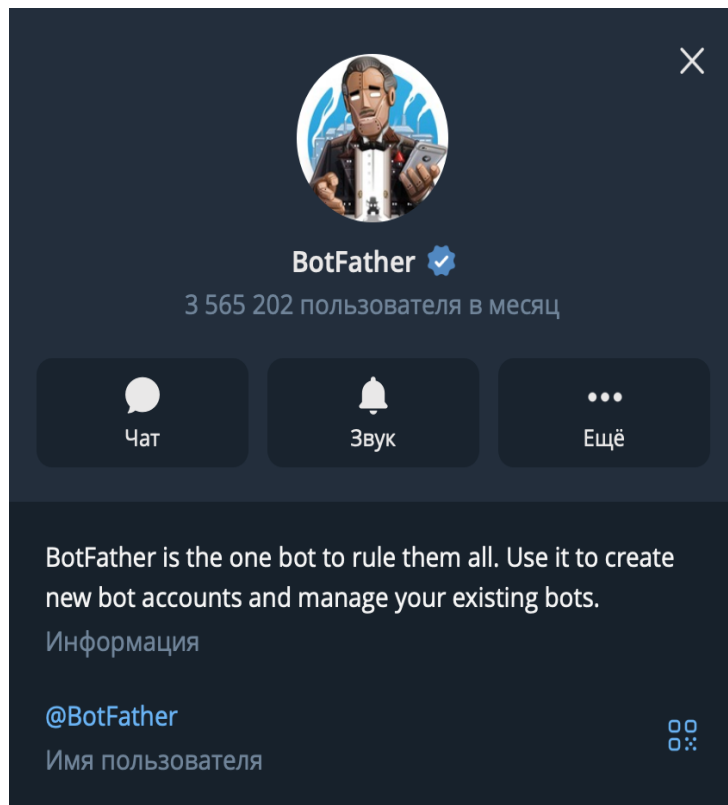 BotFather
3 565 202 пользователя в месяц
Чат
Звук
Ещё
BotFather is the one bot to rule them all. Use it to create
new bot accounts and manage your existing bots.
Информация
@BotFather
Имя пользователя